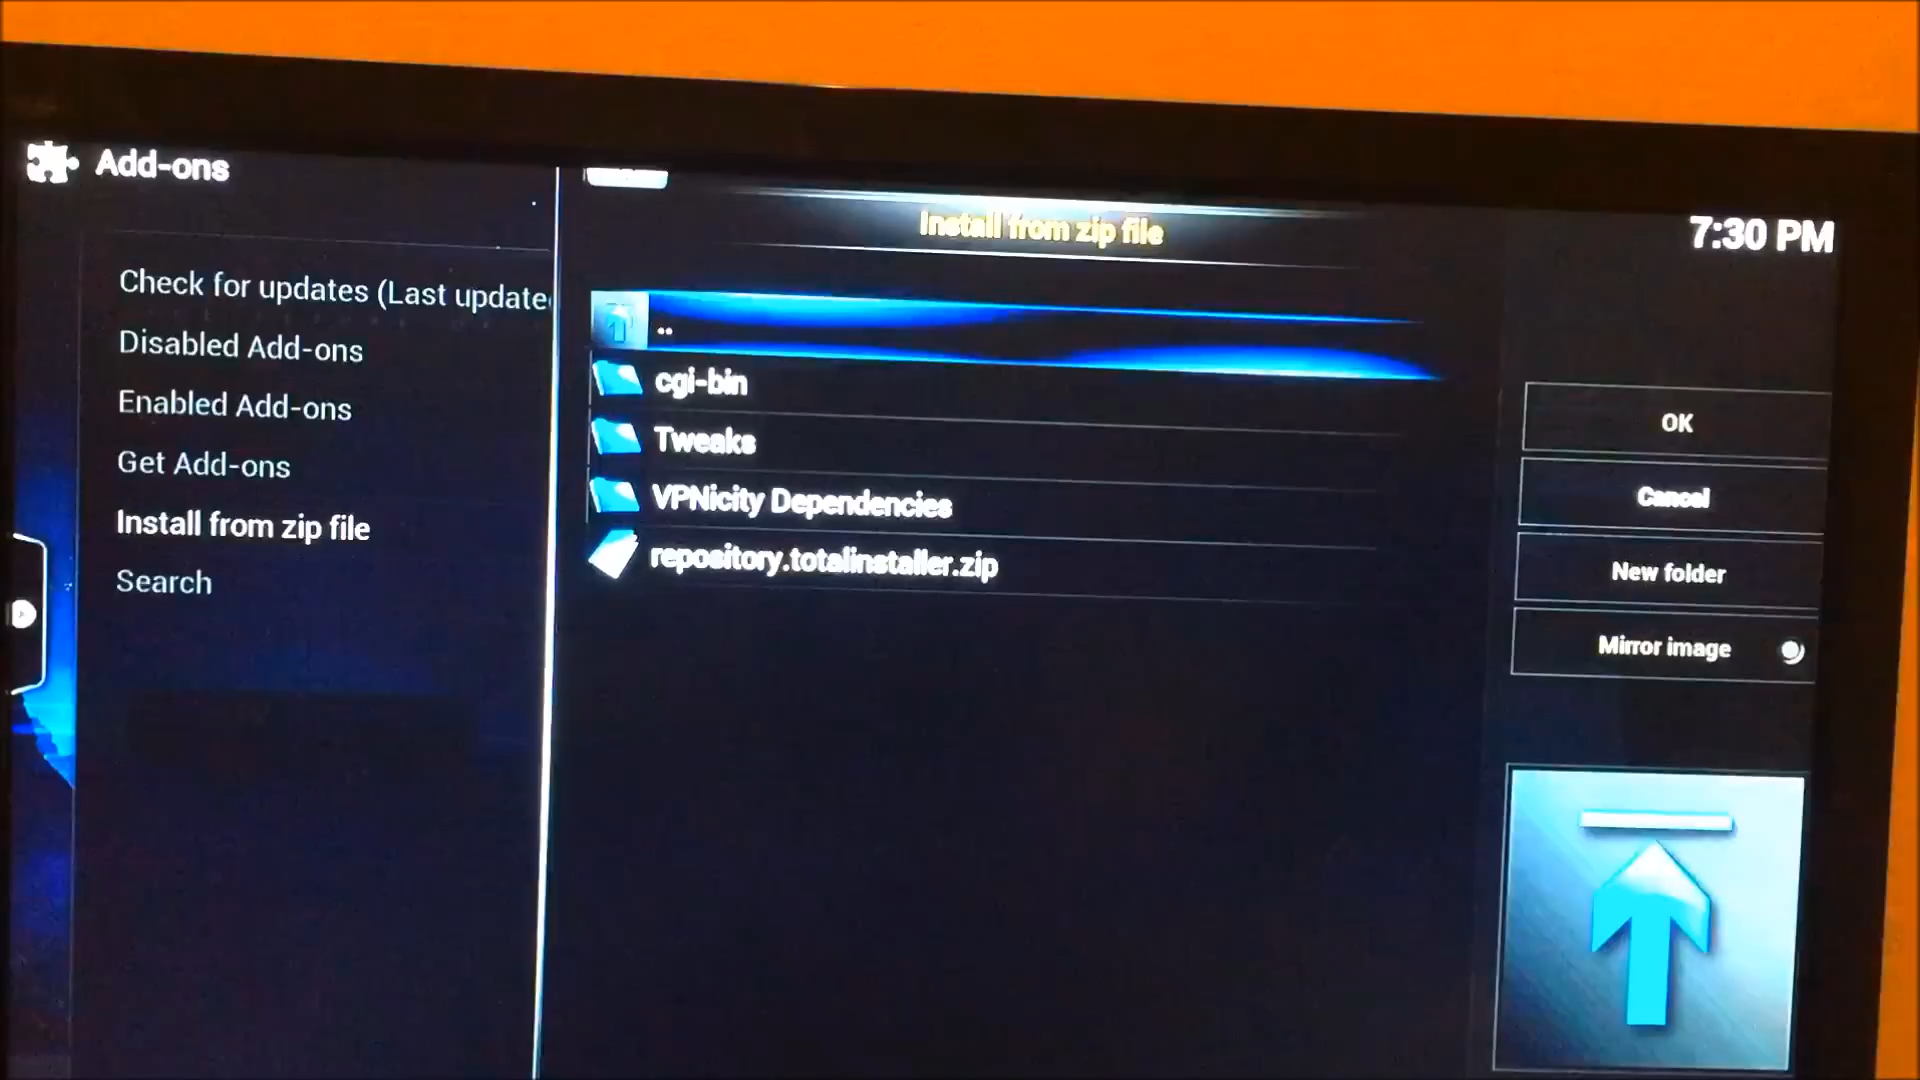 Add-ons
Check for updates (Last update
Disabled Add-ons
Enabled Add-ons
Get Add-ons
Install from zip file
Search
Install from zip file
7:30 PM
..
cgi-bin
Tweaks
VPNicity Dependencies
repository.totalinstaller.zip
OK
Cancel
New folder
Mirror image